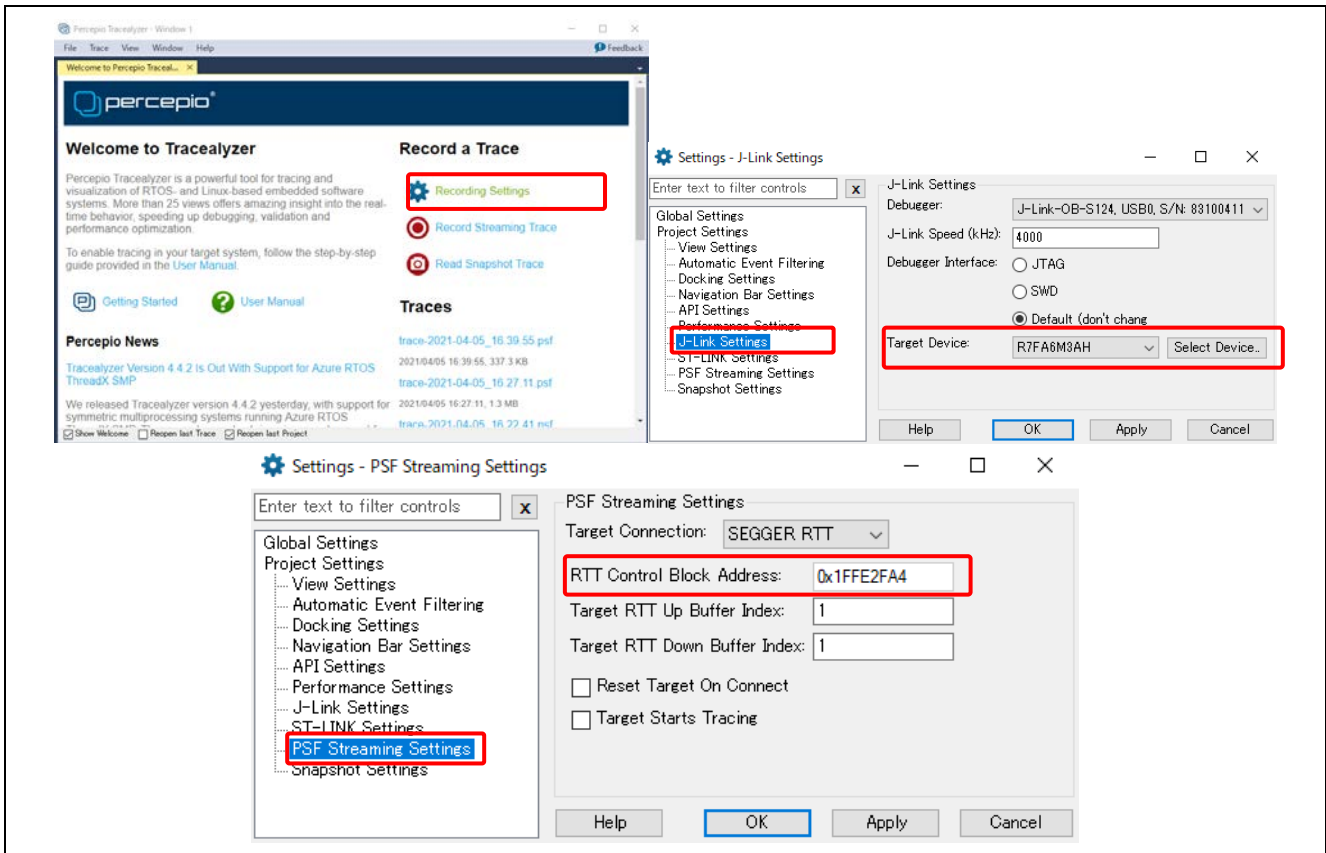 Percepio Tracealyzer - Window 1
File Trace View Window Help
Feedback
Welcome to Percepio Traceal... ×
percepio®
Welcome to Tracealyzer
Percepio Tracealyzer is a powerful tool for tracing and
visualization of RTOS- and Linux-based embedded software
systems. More than 25 views offers amazing insight into the real-
time behavior, speeding up debugging, validation and
performance optimization.
To enable tracing in your target system, follow the step-by-step
guide provided in the User Manual.
Getting Started
User Manual
Percepio News
Tracealyzer Version 4.4.2 Is Out With Support for Azure RTOS
ThreadX SMP
We released Tracealyzer version 4.4.2 yesterday, with support for
symmetric multiprocessing systems running Azure RTOS
Record a Trace
Recording Settings
Record Streaming Trace
Read Snapshot Trace
Traces
trace-2021-04-05_16.39.55.psf
2021/04/05 16:39:55, 337.3 KB
trace-2021-04-05_16.27.11.psf
2021/04/05 16:27:11, 1.3 MB
trace-2021-04-05_16.22.41.psf
Show Welcome Reopen last Trace Reopen last Project
Settings - J-Link Settings
Enter text to filter controls x
Global Settings
Project Settings
View Settings
Automatic Event Filtering
Docking Settings
Navigation Bar Settings
API Settings
Performance Settings
J-Link Settings
ST-LINK Settings
PSF Streaming Settings
Snapshot Settings
J-Link Settings
Debugger: J-Link-OB-S124, USB0, S/N: 83100411
J-Link Speed (kHz): 4000
Debugger Interface: JTAG
SWD
Default (don't chang
Target Device: R7FA6M3AH Select Device..
Help OK Apply Cancel
Settings - PSF Streaming Settings
Enter text to filter controls x
Global Settings
Project Settings
View Settings
Automatic Event Filtering
Docking Settings
Navigation Bar Settings
API Settings
Performance Settings
J-Link Settings
ST-LINK Settings
PSF Streaming Settings
Snapshot Settings
PSF Streaming Settings
Target Connection: SEGGER RTT
RTT Control Block Address: 0x1FFE2FA4
Target RTT Up Buffer Index: 1
Target RTT Down Buffer Index: 1
Reset Target On Connect
Target Starts Tracing
Help OK Apply Cancel